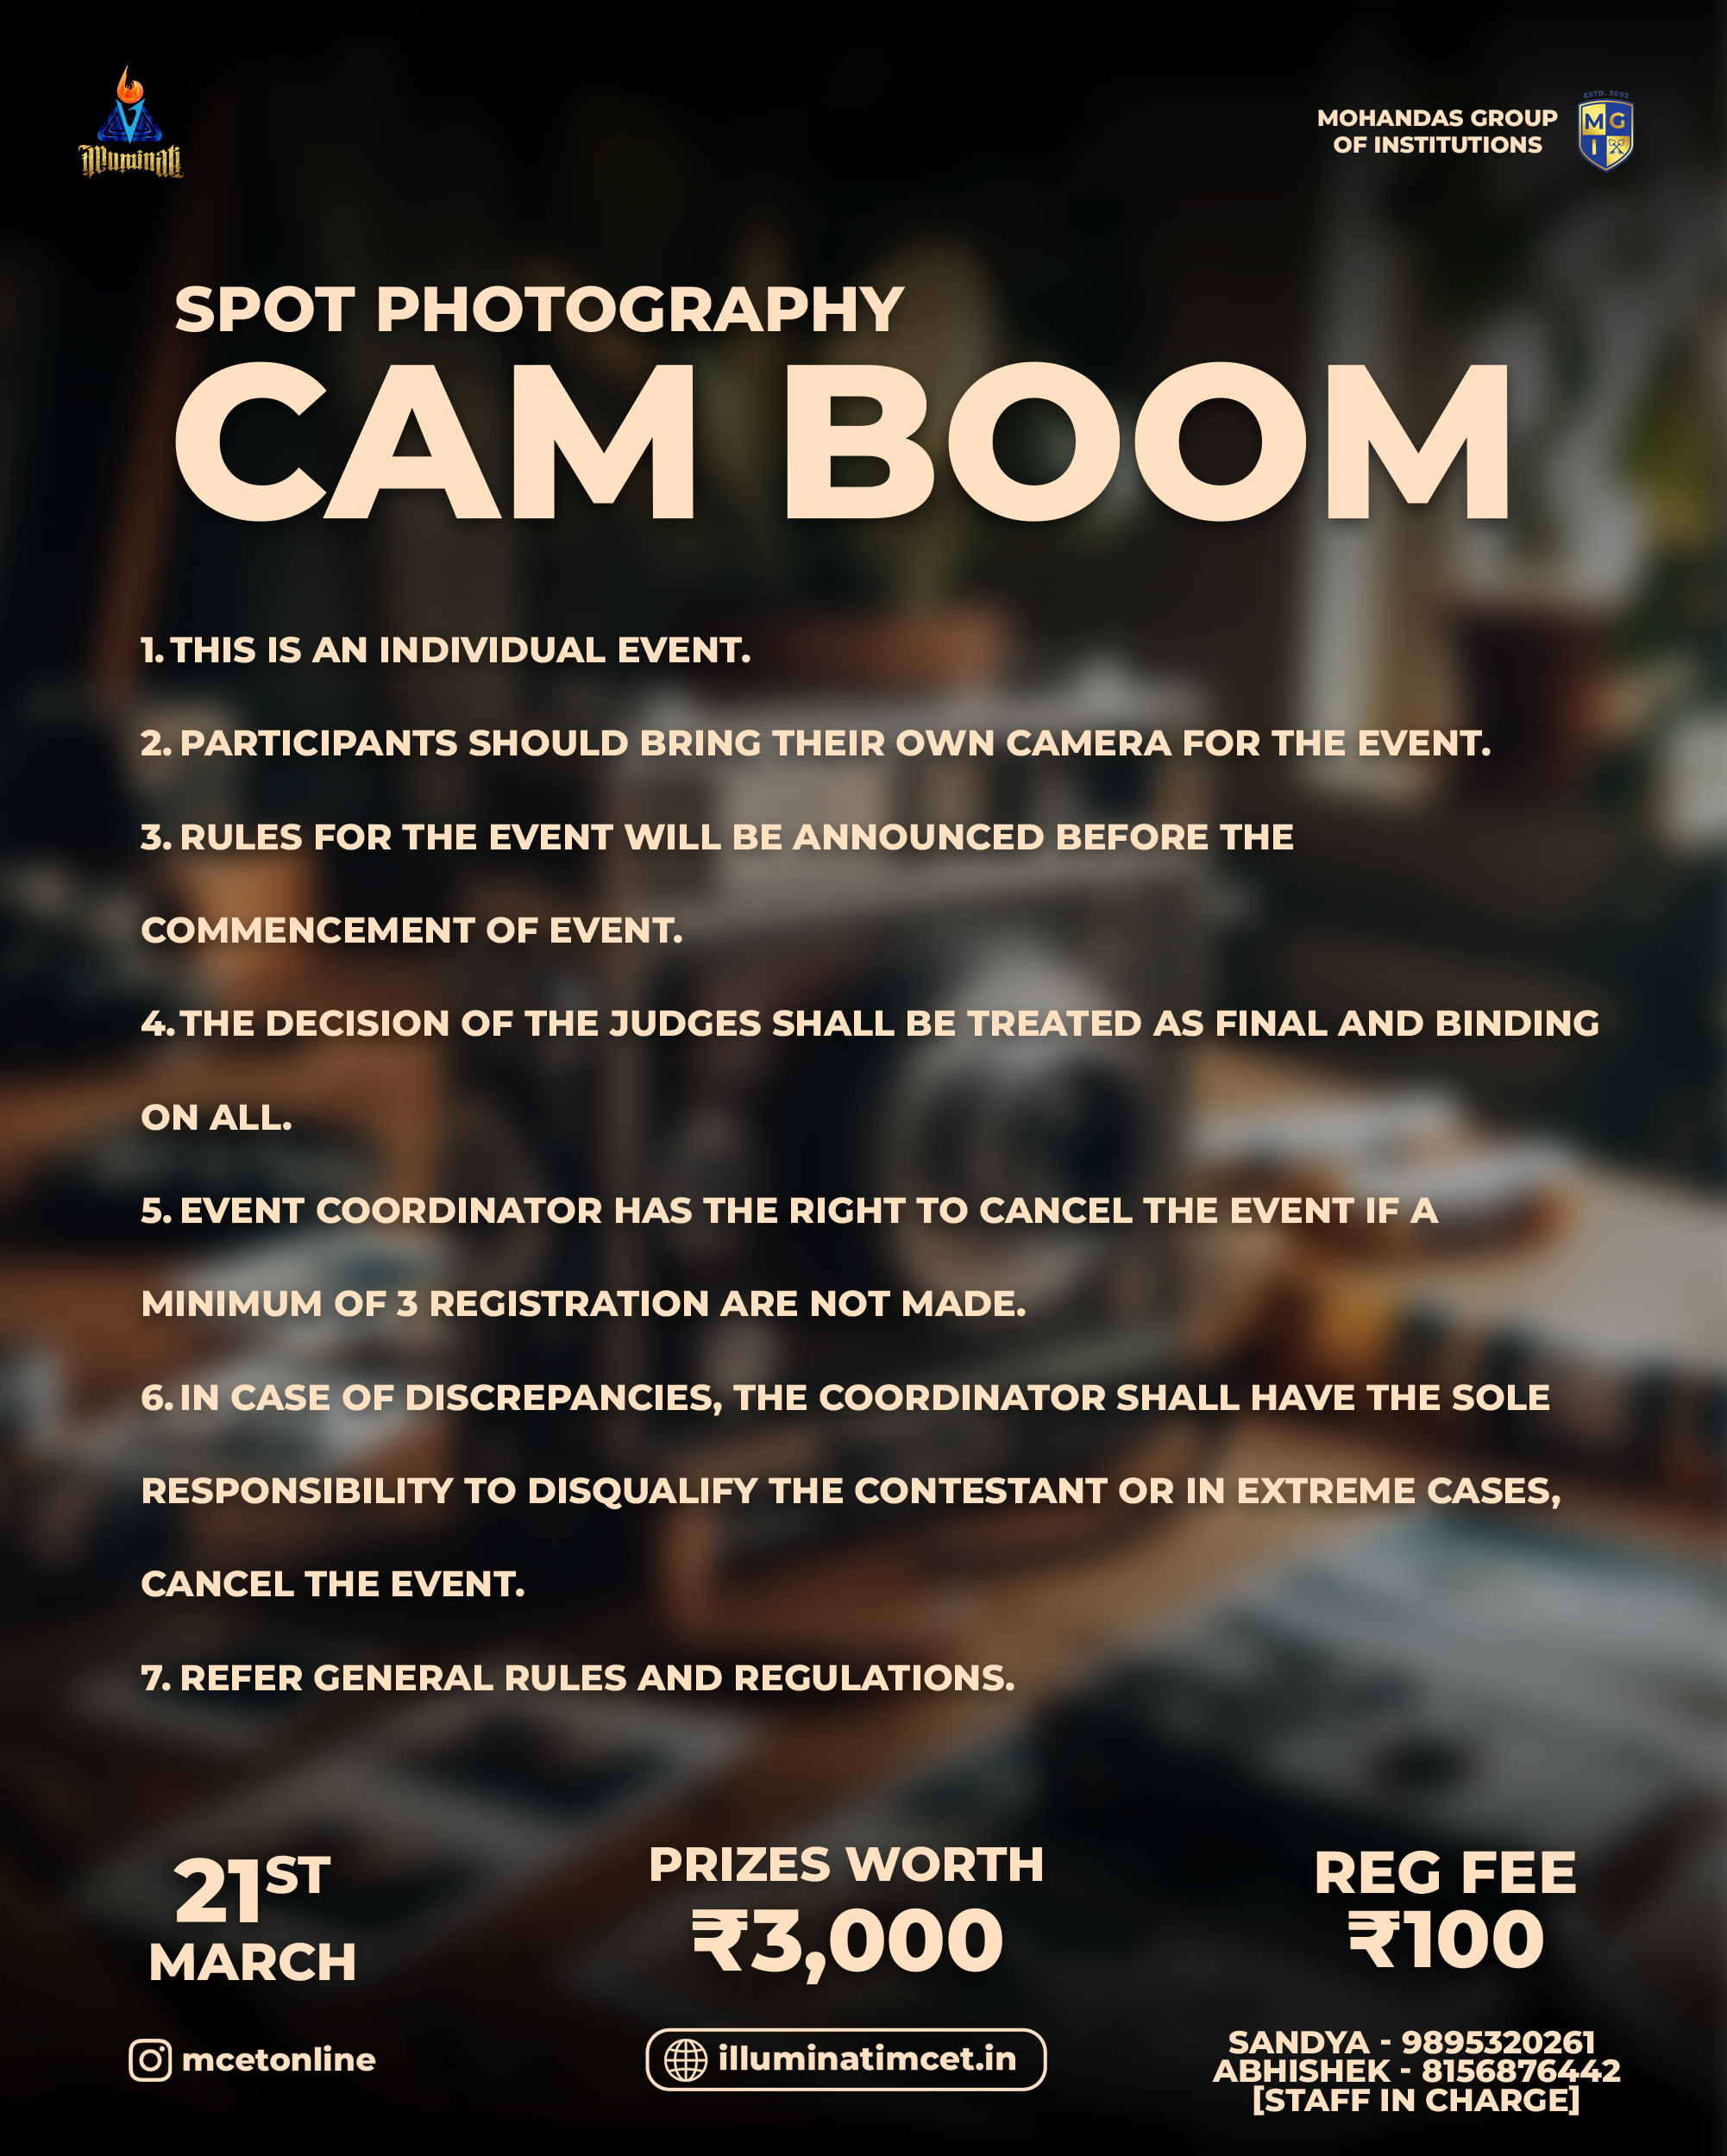 Illuminati
MOHANDAS GROUP
OF INSTITUTIONS
ESTD. 2002
M G
I
SPOT PHOTOGRAPHY
CAM BOOM
1. THIS IS AN INDIVIDUAL EVENT.
2. PARTICIPANTS SHOULD BRING THEIR OWN CAMERA FOR THE EVENT.
3. RULES FOR THE EVENT WILL BE ANNOUNCED BEFORE THE
COMMENCEMENT OF EVENT.
4. THE DECISION OF THE JUDGES SHALL BE TREATED AS FINAL AND BINDING
ON ALL.
5. EVENT COORDINATOR HAS THE RIGHT TO CANCEL THE EVENT IF A
MINIMUM OF 3 REGISTRATION ARE NOT MADE.
6. IN CASE OF DISCREPANCIES, THE COORDINATOR SHALL HAVE THE SOLE
RESPONSIBILITY TO DISQUALIFY THE CONTESTANT OR IN EXTREME CASES,
CANCEL THE EVENT.
7. REFER GENERAL RULES AND REGULATIONS.
21ST
MARCH
PRIZES WORTH
₹3,000
REG FEE
₹100
mcetonline
illuminatimcet.in
SANDYA - 9895320261
ABHISHEK - 8156876442
[STAFF IN CHARGE]